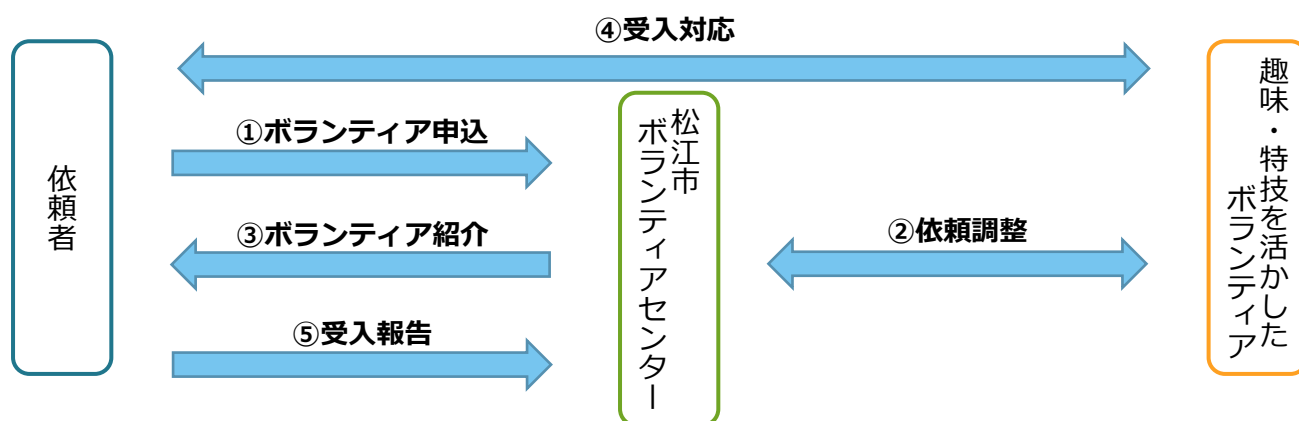 ④受入対応
依頼者
①ボランティア申込
③ボランティア紹介
⑤受入報告
松江市
ボランティアセンター
②依頼調整
趣味・特技を活かした
ボランティア